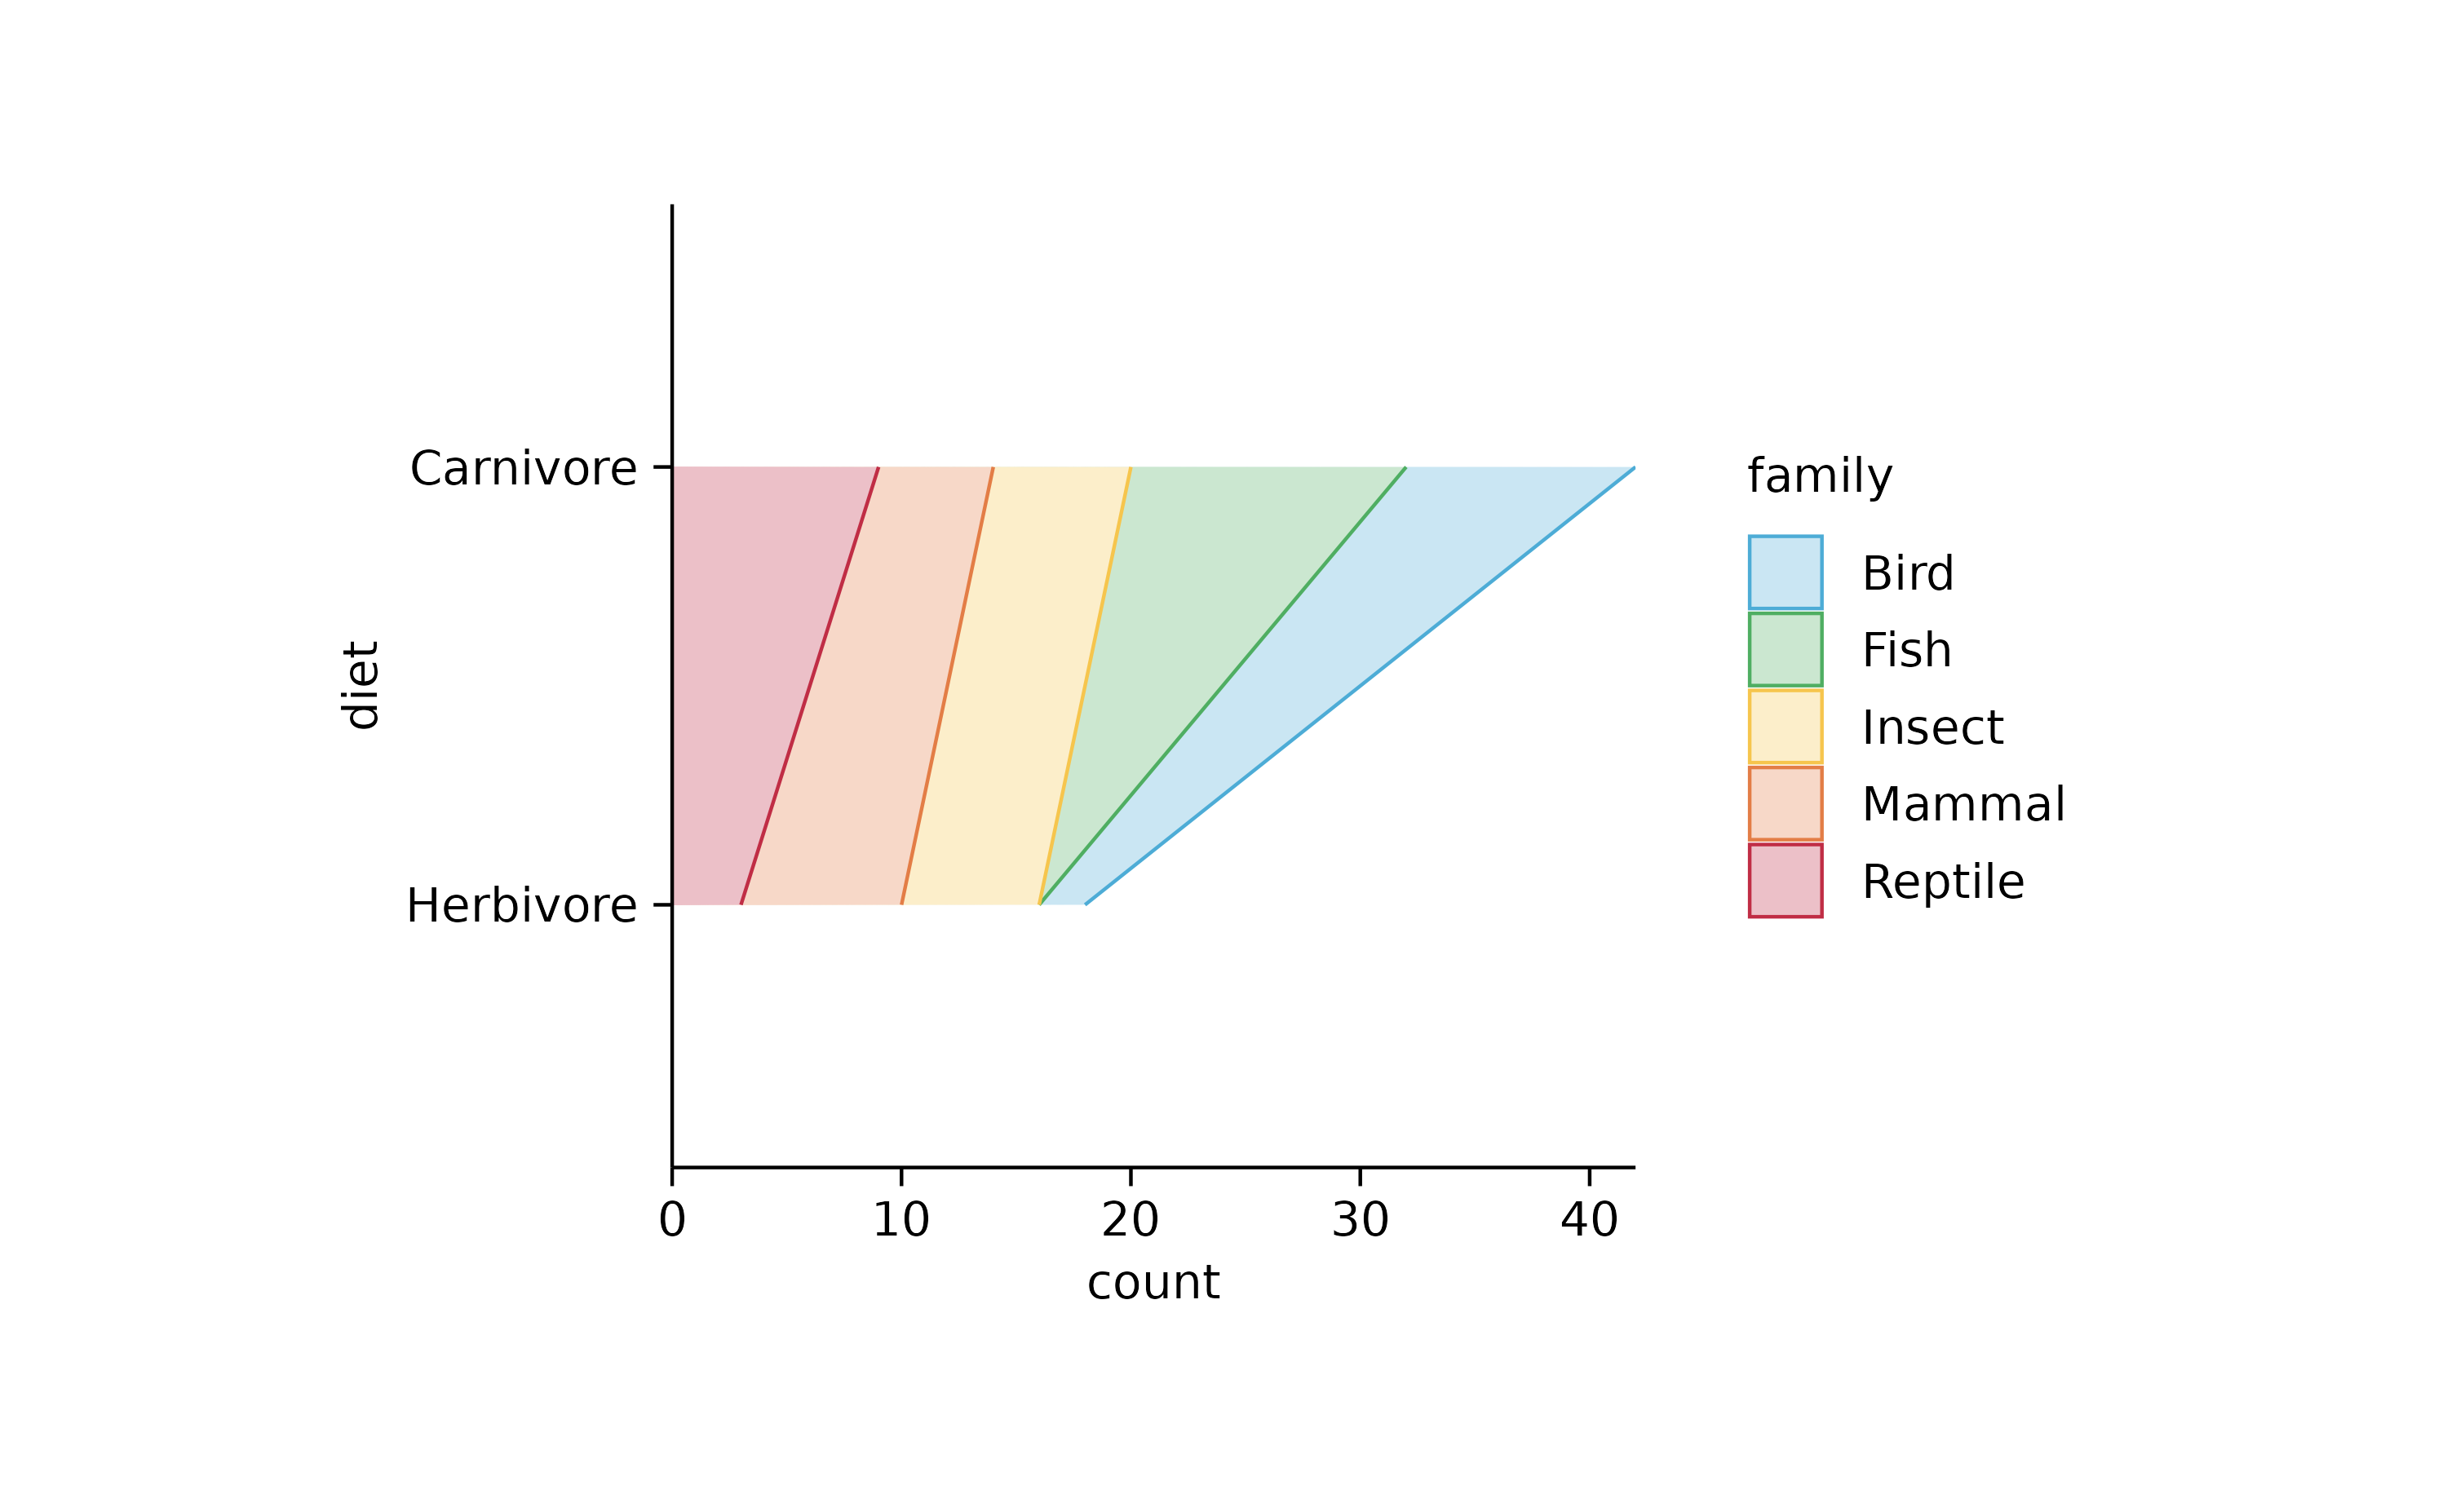 diet
Carnivore
Herbivore
0 10 20 30 40
count
family
Bird
Fish
Insect
Mammal
Reptile